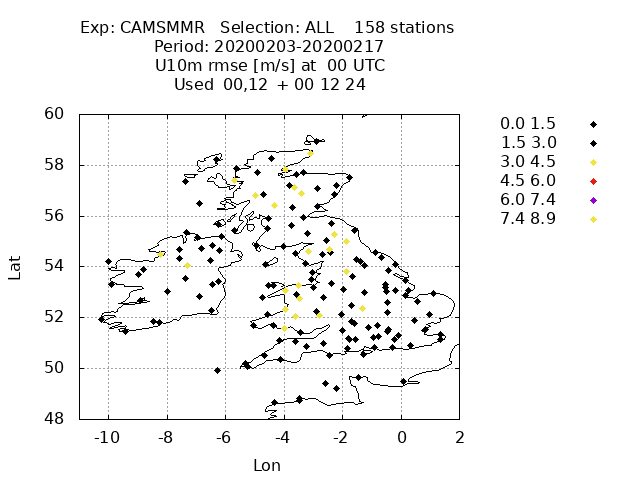 Exp: CAMSMMR   Selection: ALL    158 stations
Period: 20200203-20200217
U10m rmse [m/s] at  00 UTC
Used  00,12  + 00 12 24
0.0 1.5
1.5 3.0
3.0 4.5
4.5 6.0
6.0 7.4
7.4 8.9
60
58
56
54
52
50
48
Lat
-10 -8 -6 -4 -2 0 2
Lon